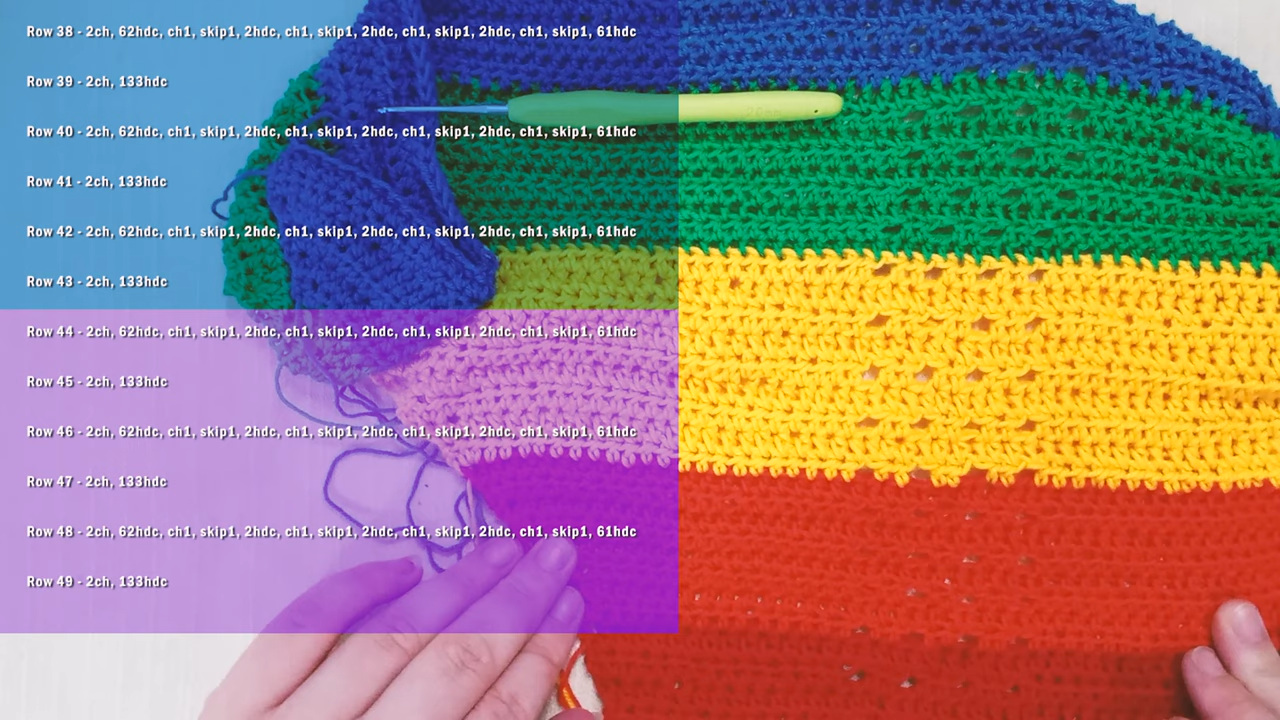 Row 38 - 2ch, 62hdc, ch1, skip1, 2hdc, ch1, skip1, 2hdc, ch1, skip1, 2hdc, ch1, skip1, 61hdc
Row 39 - 2ch, 133hdc
Row 40 - 2ch, 62hdc, ch1, skip1, 2hdc, ch1, skip1, 2hdc, ch1, skip1, 2hdc, ch1, skip1, 61hdc
Row 41 - 2ch, 133hdc
Row 42 - 2ch, 62hdc, ch1, skip1, 2hdc, ch1, skip1, 2hdc, ch1, skip1, 2hdc, ch1, skip1, 61hdc
Row 43 - 2ch, 133hdc
Row 44 - 2ch, 62hdc, ch1, skip1, 2hdc, ch1, skip1, 2hdc, ch1, skip1, 2hdc, ch1, skip1, 61hdc
Row 45 - 2ch, 133hdc
Row 46 - 2ch, 62hdc, ch1, skip1, 2hdc, ch1, skip1, 2hdc, ch1, skip1, 2hdc, ch1, skip1, 61hdc
Row 47 - 2ch, 133hdc
Row 48 - 2ch, 62hdc, ch1, skip1, 2hdc, ch1, skip1, 2hdc, ch1, skip1, 2hdc, ch1, skip1, 61hdc
Row 49 - 2ch, 133hdc